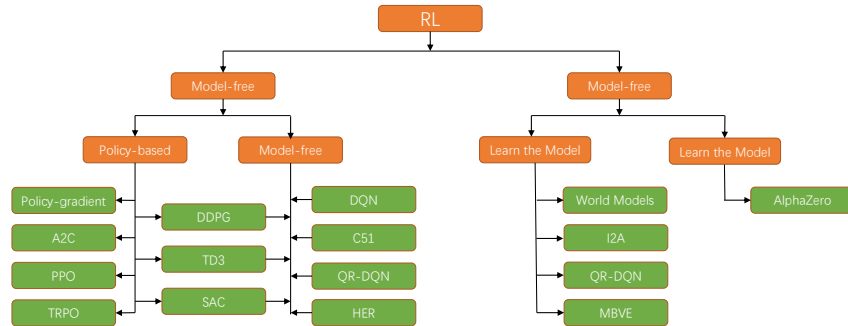 RL
Model-free
Model-free
Policy-based
Model-free
Learn the Model
Learn the Model
Policy-gradient
A2C
PPO
TRPO
DDPG
TD3
SAC
DQN
C51
QR-DQN
HER
World Models
I2A
QR-DQN
MBVE
AlphaZero